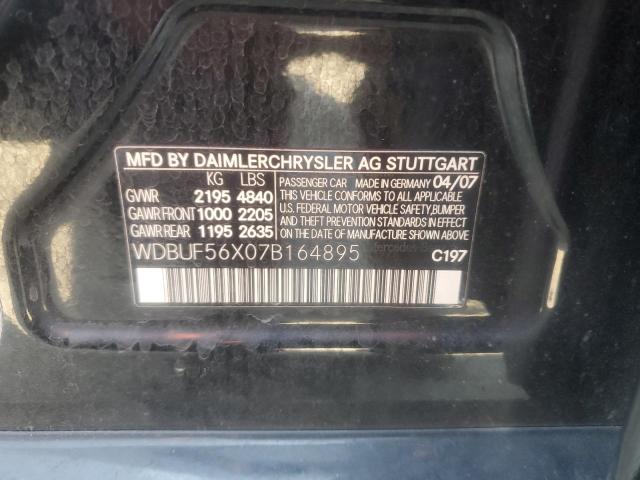 MFD BY DAIMLERCHRYSLER AG STUTTGART
KG LBS
GVWR 2195 4840
GAWR FRONT 1000 2205
GAWR REAR 1195 2635
PASSENGER CAR MADE IN GERMANY 04/07
THIS VEHICLE CONFORMS TO ALL APPLICABLE
U.S. FEDERAL MOTOR VEHICLE SAFETY, BUMPER
AND THEFT PREVENTION STANDARDS IN EFFECT
ON THE DATE OF MANUFACTURE SHOWN ABOVE.
WDBUF56X07B164895
C197